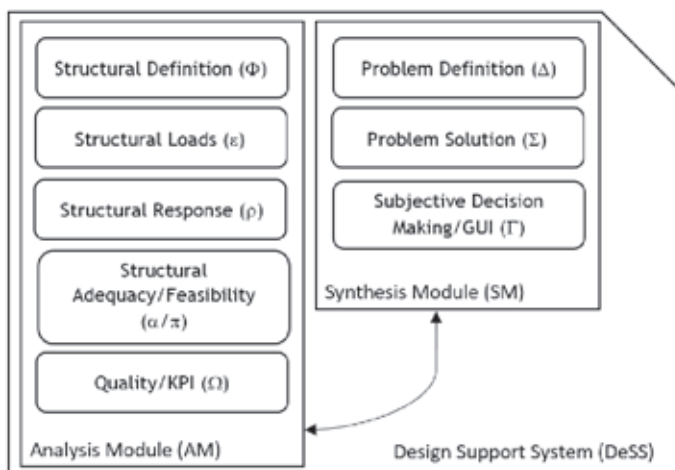 Structural Definition (Φ)
Structural Loads (ε)
Structural Response (ρ)
Structural
Adequacy/Feasibility
(α/π)
Quality/KPI (Ω)
Analysis Module (AM)
Problem Definition (Δ)
Problem Solution (Σ)
Subjective Decision
Making/GUI (Γ)
Synthesis Module (SM)
Design Support System (DeSS)